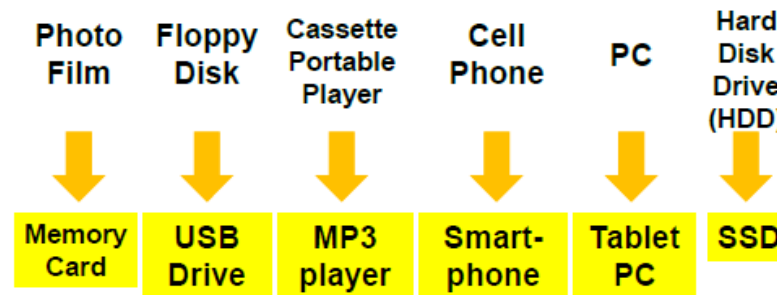 Photo
Film
Floppy
Disk
Cassette
Portable
Player
Cell
Phone
PC
Hard
Disk
Drive
(HDD)
Memory
Card
USB
Drive
MP3
player
Smart-
phone
Tablet
PC
SSD